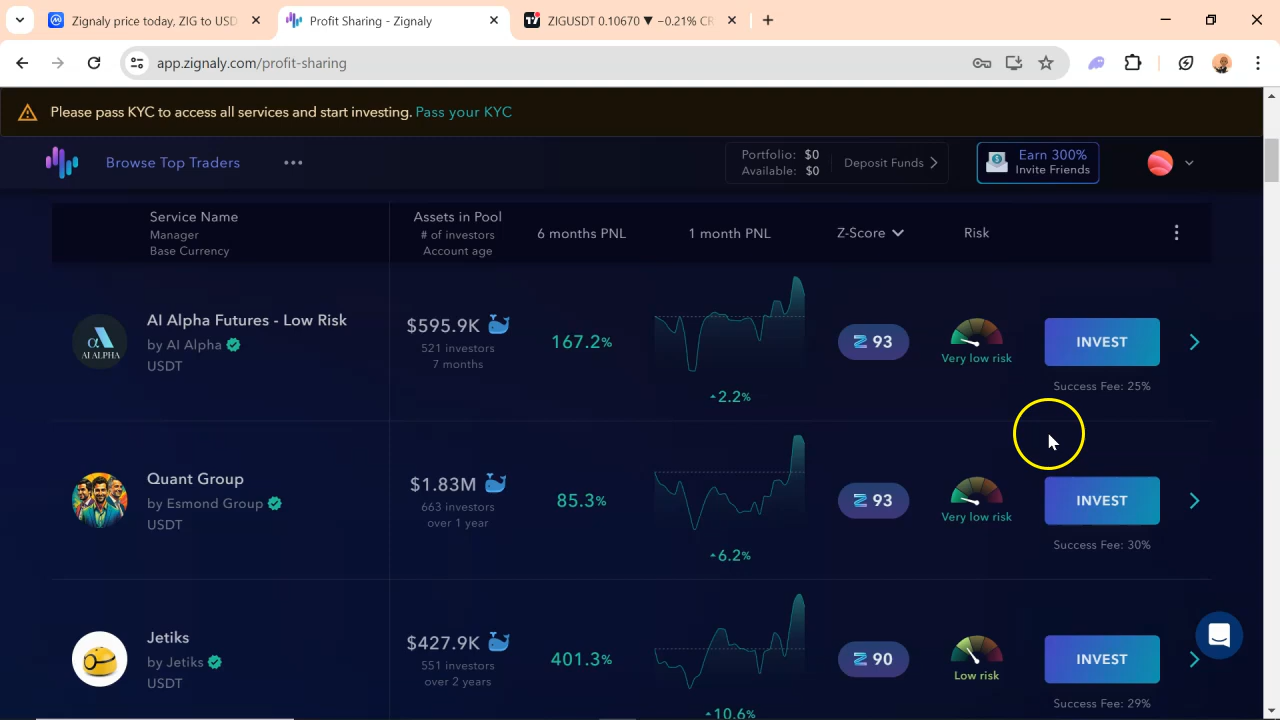 Zignaly price today, ZIG to USD
Profit Sharing - Zignaly
ZIGUSDT 0.10670 ▼ −0.21% CR
app.zignaly.com/profit-sharing
Please pass KYC to access all services and start investing. Pass your KYC
Browse Top Traders
Portfolio: $0
Available: $0
Deposit Funds
Earn 300%
Invite Friends
Service Name
Manager
Base Currency
Assets in Pool
# of investors
Account age
6 months PNL
1 month PNL
Z-Score
Risk
AI ALPHA
AI Alpha Futures - Low Risk
by AI Alpha
USDT
$595.9K
521 investors
7 months
167.2%
2.2%
93
Very low risk
INVEST
Success Fee: 25%
Quant Group
by Esmond Group
USDT
$1.83M
663 investors
over 1 year
85.3%
6.2%
93
Very low risk
INVEST
Success Fee: 30%
Jetiks
by Jetiks
USDT
$427.9K
551 investors
over 2 years
401.3%
10.6%
90
Low risk
INVEST
Success Fee: 29%